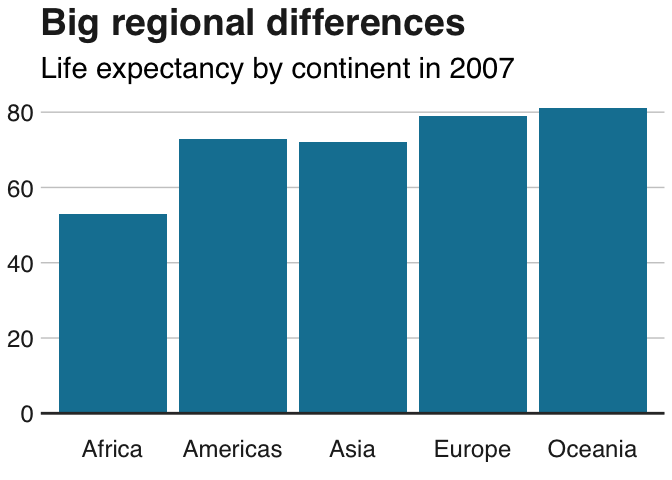 Big regional differences
Life expectancy by continent in 2007
80
60
40
20
0
Africa Americas Asia Europe Oceania